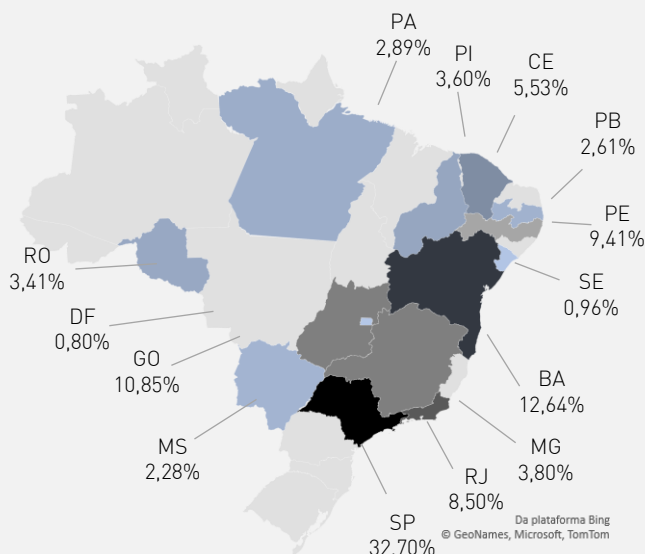 PA
2,89%
PI
3,60%
CE
5,53%
PB
2,61%
PE
9,41%
RO
3,41%
SE
0,96%
DF
0,80%
GO
10,85%
BA
12,64%
MS
2,28%
MG
3,80%
RJ
8,50%
SP
32,70%
Da plataforma Bing
© GeoNames, Microsoft, TomTom